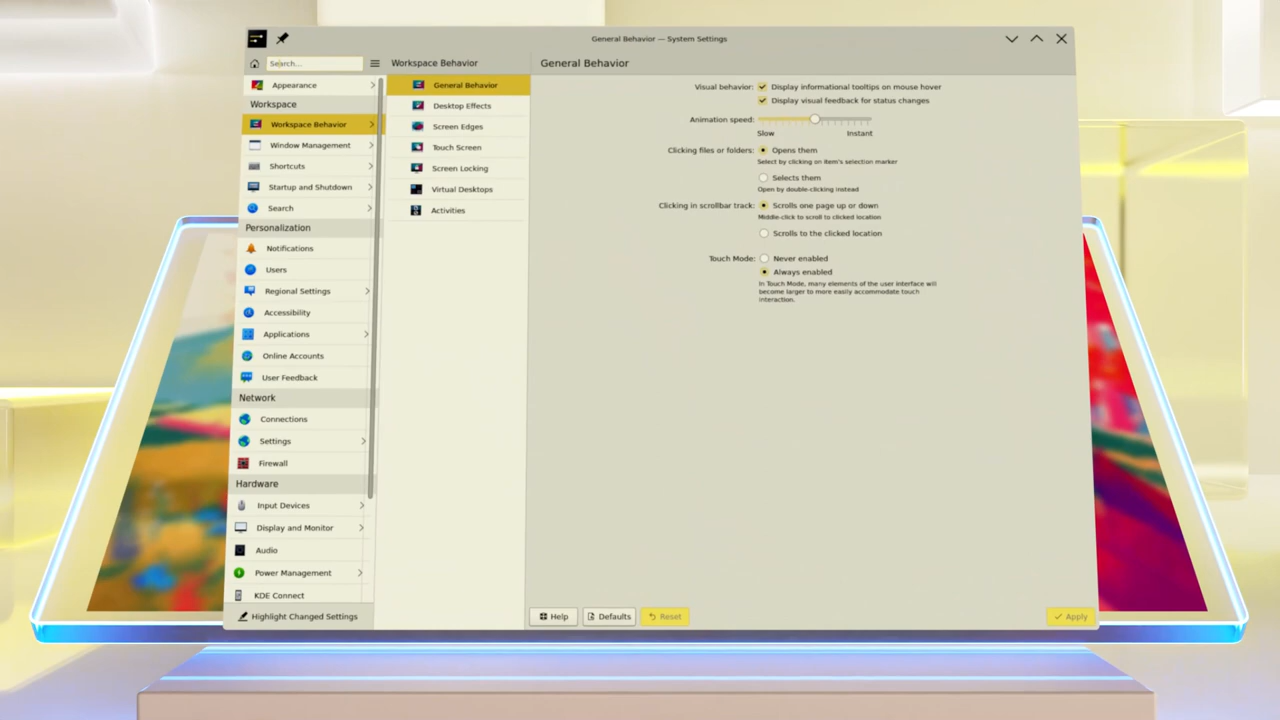 General Behavior — System Settings
Search...
Workspace Behavior
General Behavior
Appearance
Workspace
Workspace Behavior
Window Management
Shortcuts
Startup and Shutdown
Search
Personalization
Notifications
Users
Regional Settings
Accessibility
Applications
Online Accounts
User Feedback
Network
Connections
Settings
Firewall
Hardware
Input Devices
Display and Monitor
Audio
Power Management
KDE Connect
Highlight Changed Settings
General Behavior
Desktop Effects
Screen Edges
Touch Screen
Screen Locking
Virtual Desktops
Activities
Visual behavior: Display informational tooltips on mouse hover
Display visual feedback for status changes
Animation speed:
Slow Instant
Clicking files or folders: Opens them
Select by clicking on item's selection marker
Selects them
Open by double-clicking instead
Clicking in scrollbar track: Scrolls one page up or down
Middle-click to scroll to clicked location
Scrolls to the clicked location
Touch Mode: Never enabled
Always enabled
In Touch Mode, many elements of the user interface will
become larger to more easily accommodate touch
interaction.
Help Defaults Reset Apply